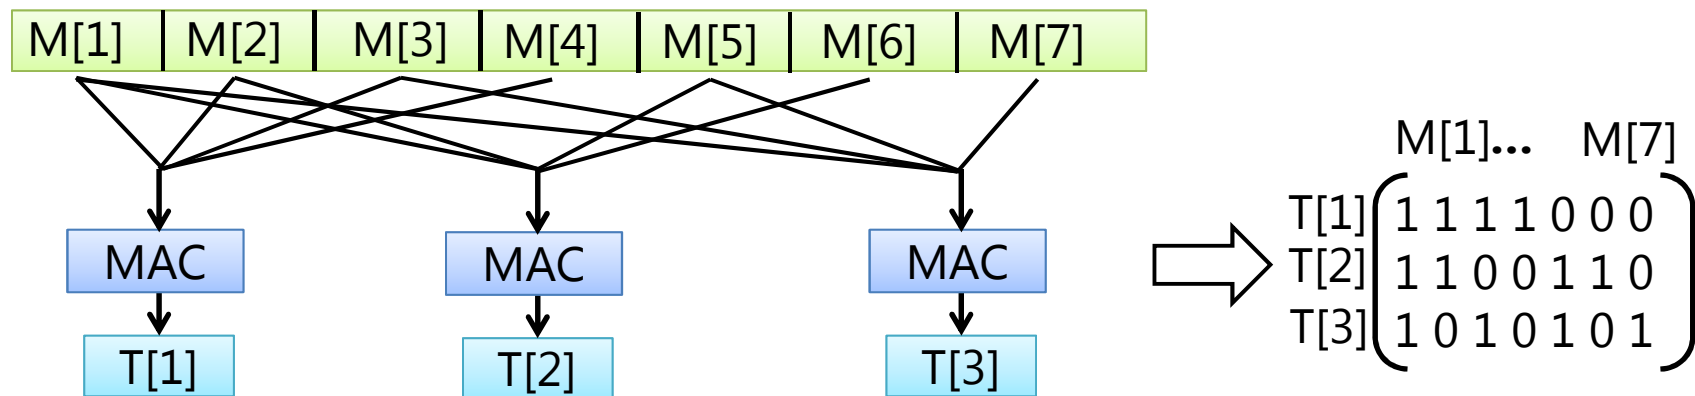 M[1] M[2] M[3] M[4] M[5] M[6] M[7]
MAC MAC MAC
T[1] T[2] T[3]
M[1]... M[7]
T[1] 1 1 1 1 0 0 0
T[2] 1 1 0 0 1 1 0
T[3] 1 0 1 0 1 0 1